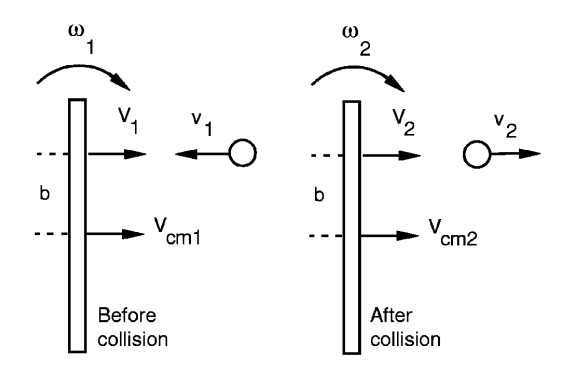 ω1
V1
v1
b
Vcm1
Before
collision
ω2
V2
v2
b
Vcm2
After
collision